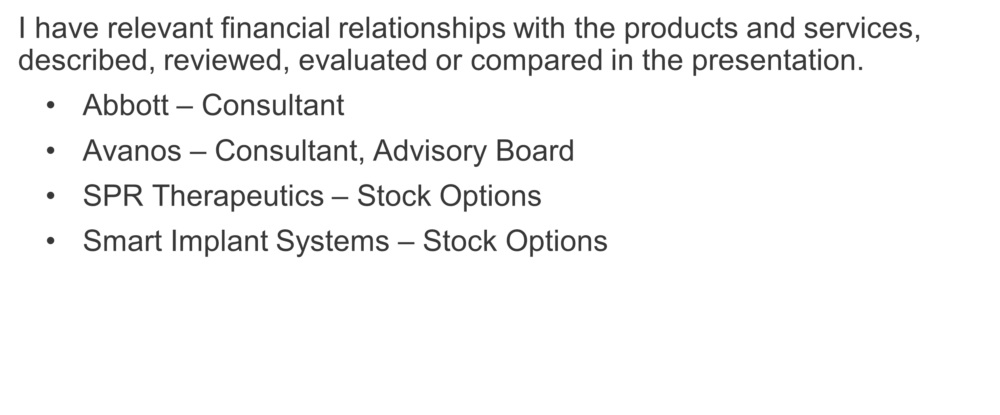 I have relevant financial relationships with the products and services,
described, reviewed, evaluated or compared in the presentation.
• Abbott – Consultant
• Avanos – Consultant, Advisory Board
• SPR Therapeutics – Stock Options
• Smart Implant Systems – Stock Options